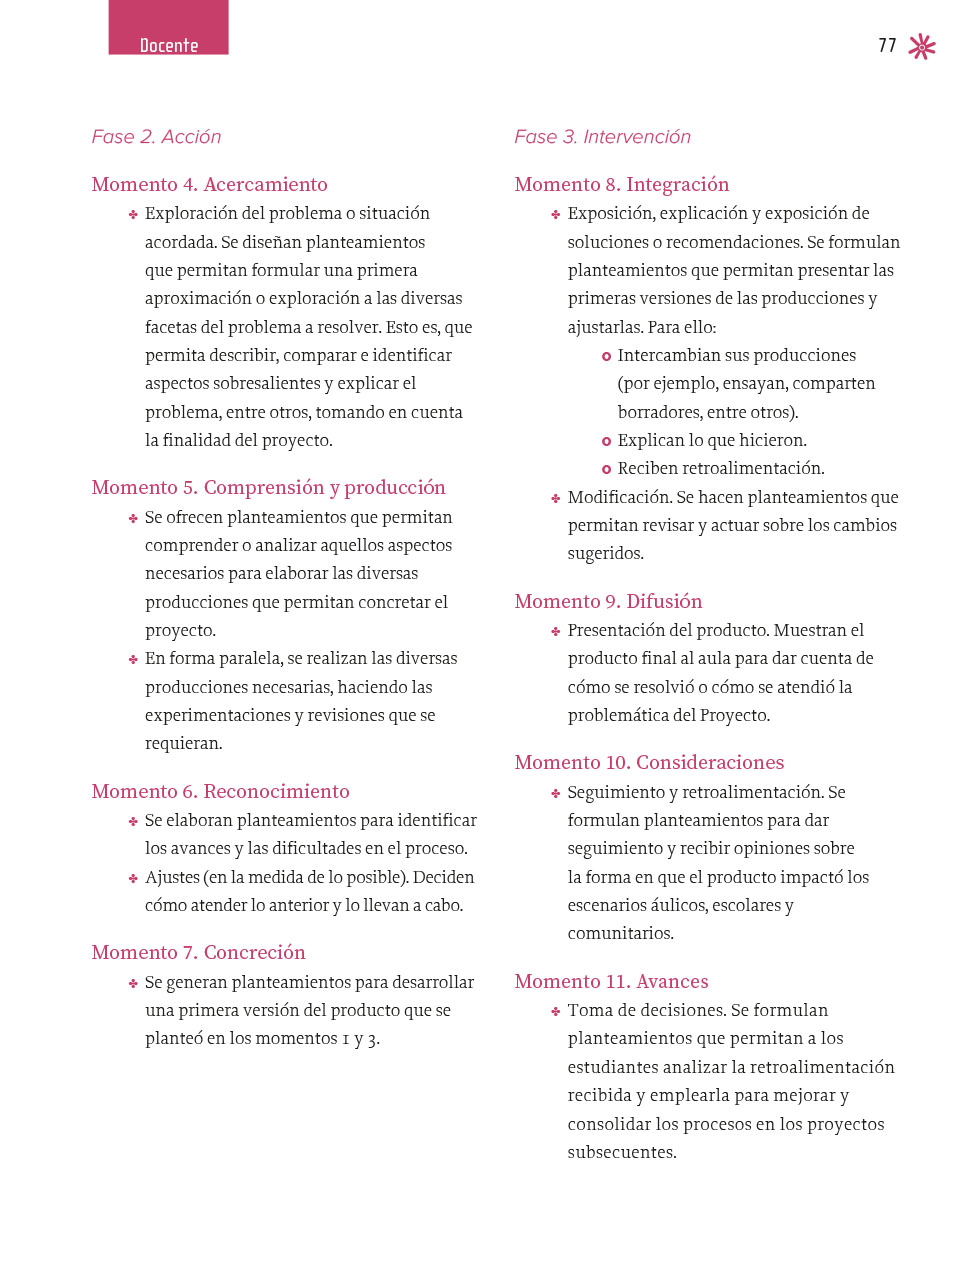 Docente
77
Fase 2. Acción
Momento 4. Acercamiento
Exploración del problema o situación
acordada. Se diseñan planteamientos
que permitan formular una primera
aproximación o exploración a las diversas
facetas del problema a resolver. Esto es, que
permita describir, comparar e identificar
aspectos sobresalientes y explicar el
problema, entre otros, tomando en cuenta
la finalidad del proyecto.
Momento 5. Comprensión y producción
Se ofrecen planteamientos que permitan
comprender o analizar aquellos aspectos
necesarios para elaborar las diversas
producciones que permitan concretar el
proyecto.
En forma paralela, se realizan las diversas
producciones necesarias, haciendo las
experimentaciones y revisiones que se
requieran.
Momento 6. Reconocimiento
Se elaboran planteamientos para identificar
los avances y las dificultades en el proceso.
Ajustes (en la medida de lo posible). Deciden
cómo atender lo anterior y lo llevan a cabo.
Momento 7. Concreción
Se generan planteamientos para desarrollar
una primera versión del producto que se
planteó en los momentos 1 y 3.
Fase 3. Intervención
Momento 8. Integración
Exposición, explicación y exposición de
soluciones o recomendaciones. Se formulan
planteamientos que permitan presentar las
primeras versiones de las producciones y
ajustarlas. Para ello:
Intercambian sus producciones
(por ejemplo, ensayan, comparten
borradores, entre otros).
Explican lo que hicieron.
Reciben retroalimentación.
Modificación. Se hacen planteamientos que
permitan revisar y actuar sobre los cambios
sugeridos.
Momento 9. Difusión
Presentación del producto. Muestran el
producto final al aula para dar cuenta de
cómo se resolvió o cómo se atendió la
problemática del Proyecto.
Momento 10. Consideraciones
Seguimiento y retroalimentación. Se
formulan planteamientos para dar
seguimiento y recibir opiniones sobre
la forma en que el producto impactó los
escenarios áulicos, escolares y
comunitarios.
Momento 11. Avances
Toma de decisiones. Se formulan
planteamientos que permitan a los
estudiantes analizar la retroalimentación
recibida y emplearla para mejorar y
consolidar los procesos en los proyectos
subsecuentes.